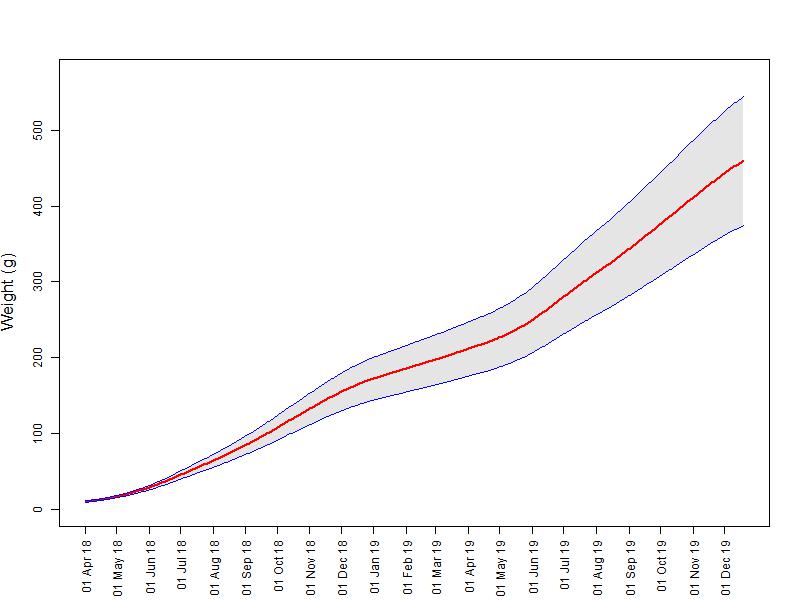 Weight (g)
500
400
300
200
100
0
01 Apr 18
01 May 18
01 Jun 18
01 Jul 18
01 Aug 18
01 Sep 18
01 Oct 18
01 Nov 18
01 Dec 18
01 Jan 19
01 Feb 19
01 Mar 19
01 Apr 19
01 May 19
01 Jun 19
01 Jul 19
01 Aug 19
01 Sep 19
01 Oct 19
01 Nov 19
01 Dec 19